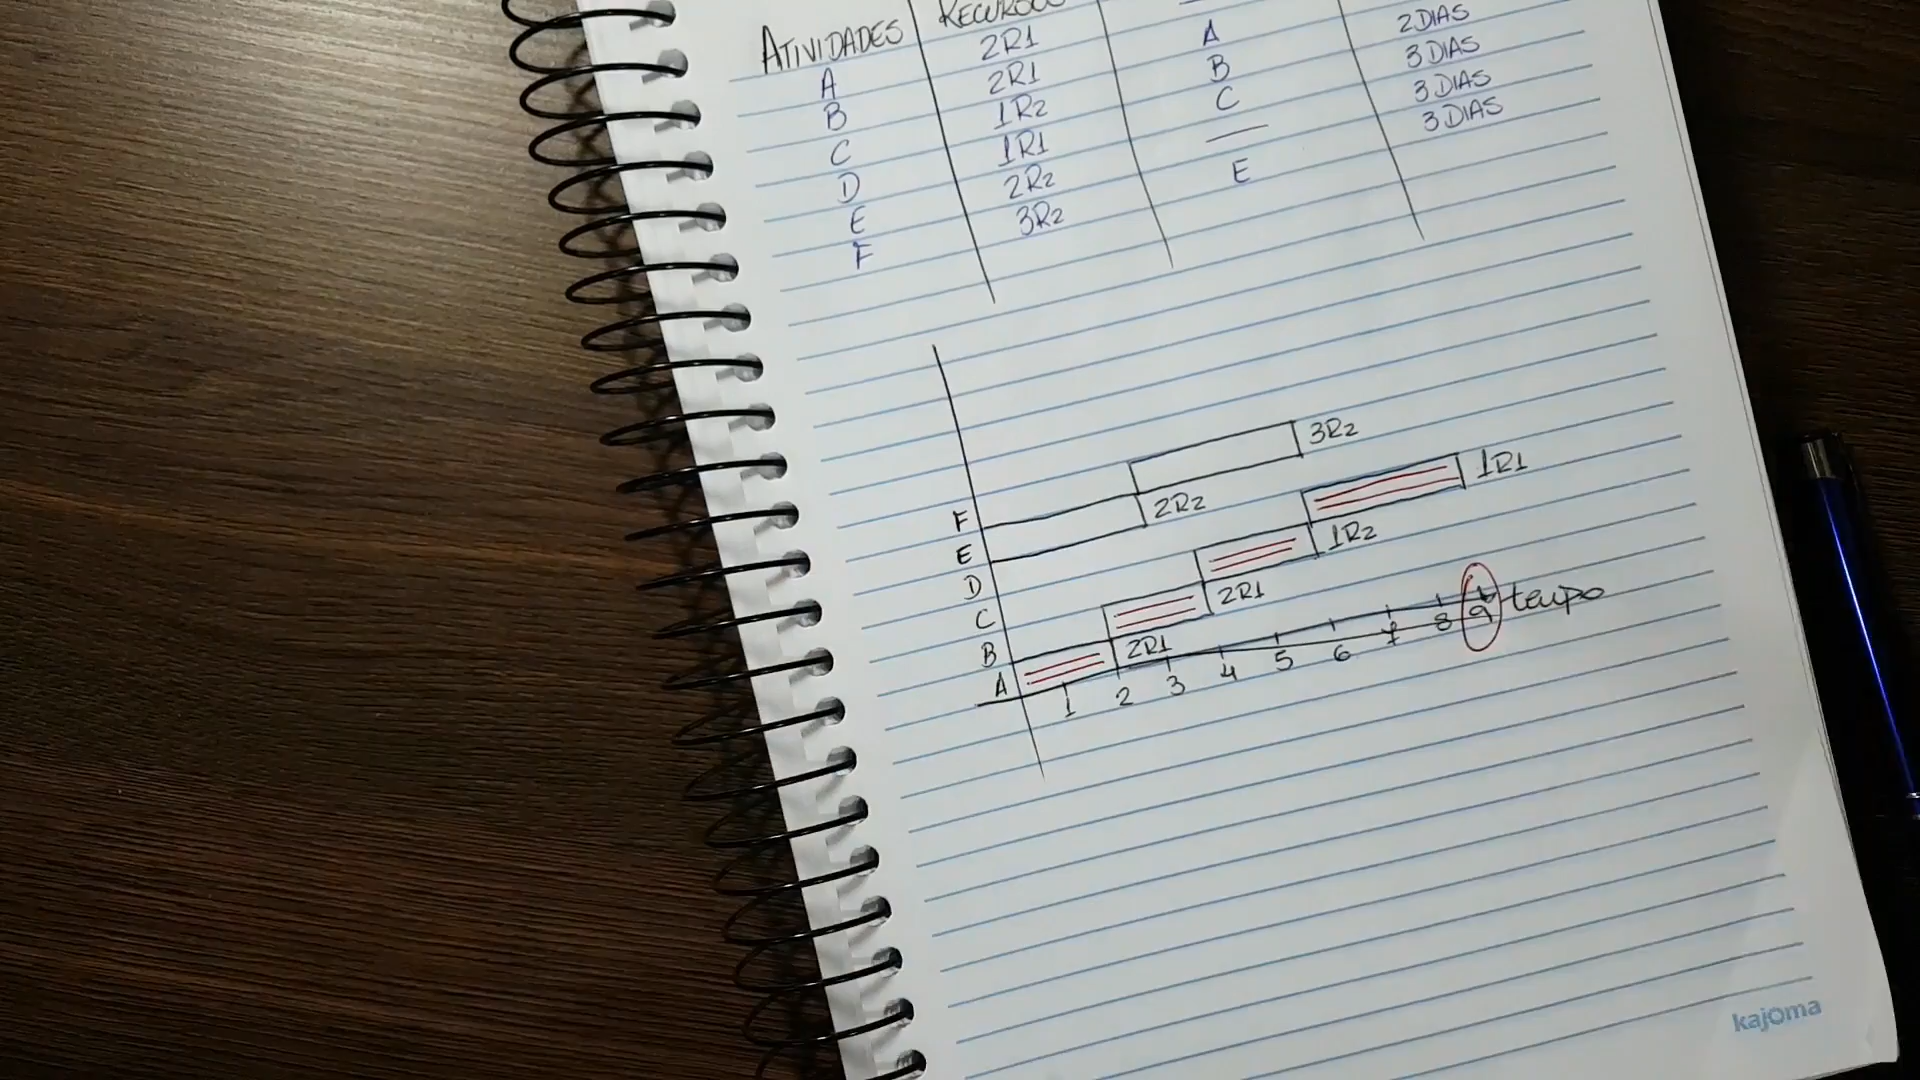 ATIVIDADES RECURSOS
A 2R1 — 2 DIAS
B 2R1 A 3 DIAS
C 1R2 B 3 DIAS
D 1R1 C 3 DIAS
E 2R2 —
F 3R2 E
3R2
1R1
F 2R2
E 1R2
D
C 2R1
B 2R1
A
1 2 3 4 5 6 7 8 9 tempo
kajoma